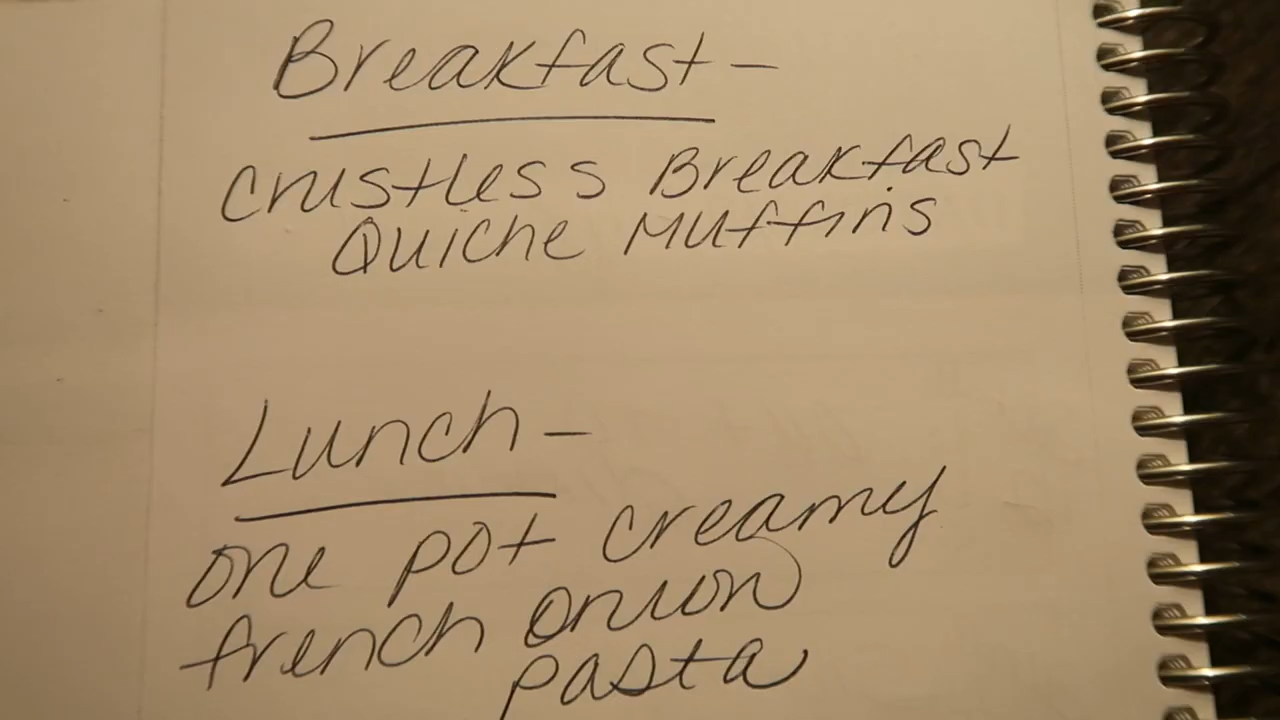 Breakfast-
Crustless Breakfast
Quiche Muffins
Lunch-
one pot creamy
french onion
pasta